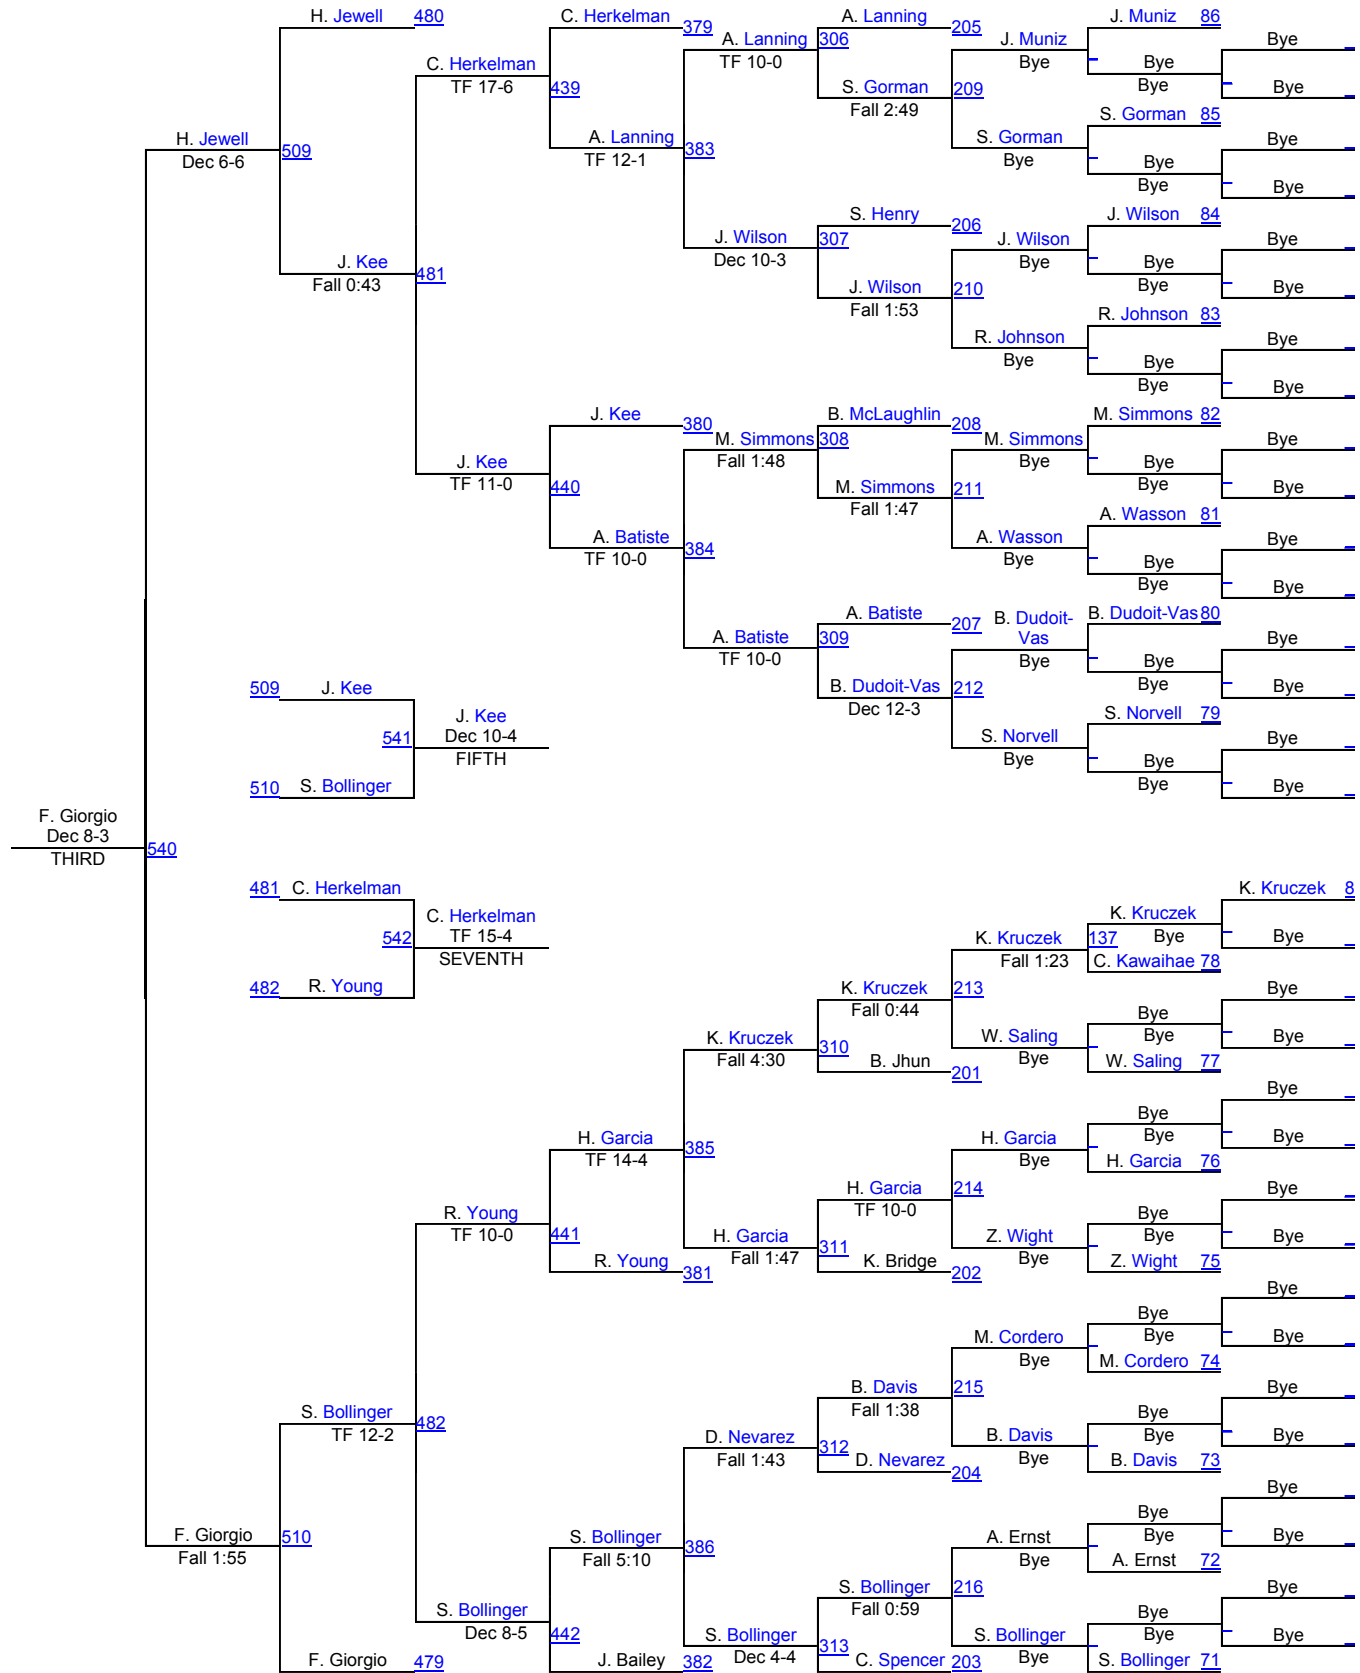 H. Jewell 480
C. Herkelman 379
A. Lanning 205
J. Muniz 86
A. Lanning 306
TF 10-0
J. Muniz
Bye
Bye
Bye
Bye
Bye
C. Herkelman
TF 17-6
439
S. Gorman 209
Fall 2:49
S. Gorman 85
H. Jewell
Dec 6-6
509
A. Lanning 383
TF 12-1
S. Gorman
Bye
Bye
Bye
Bye
Bye
S. Henry 206
J. Wilson 84
J. Wilson 307
Dec 10-3
J. Wilson
Bye
Bye
Bye
Bye
Bye
J. Kee
Fall 0:43
481
J. Wilson 210
Fall 1:53
R. Johnson 83
R. Johnson
Bye
Bye
Bye
Bye
Bye
J. Kee 380
B. McLaughlin 208
M. Simmons 82
M. Simmons 308
Fall 1:48
M. Simmons
Bye
Bye
Bye
Bye
Bye
J. Kee
TF 11-0
440
M. Simmons 211
Fall 1:47
A. Wasson 81
A. Batiste 384
TF 10-0
A. Wasson
Bye
Bye
Bye
Bye
Bye
A. Batiste 207
B. Dudoit-
Vas
Bye
B. Dudoit-Vas 80
A. Batiste 309
TF 10-0
Bye
Bye
Bye
Bye
509 J. Kee
B. Dudoit-Vas 212
Dec 12-3
S. Norvell 79
541
J. Kee
Dec 10-4
FIFTH
S. Norvell
Bye
Bye
Bye
Bye
Bye
510 S. Bollinger
F. Giorgio
Dec 8-3
THIRD
540
481 C. Herkelman
K. Kruczek 8
542
C. Herkelman
TF 15-4
SEVENTH
K. Kruczek
Fall 1:23
K. Kruczek
137 Bye
Bye
C. Kawaihae 78
482 R. Young
K. Kruczek 213
Fall 0:44
Bye
K. Kruczek 310
Fall 4:30
W. Saling
Bye
Bye
Bye
Bye
B. Jhun 201
W. Saling 77
H. Garcia 385
TF 14-4
H. Garcia
Bye
Bye
Bye
Bye
Bye
H. Garcia 76
R. Young
TF 10-0
441
H. Garcia 214
TF 10-0
Bye
H. Garcia 311
Fall 1:47
Z. Wight
Bye
Bye
Bye
Bye
R. Young 381
K. Bridge 202
Z. Wight 75
M. Cordero
Bye
Bye
Bye
Bye
Bye
M. Cordero 74
S. Bollinger
TF 12-2
482
B. Davis 215
Fall 1:38
Bye
D. Nevarez 312
Fall 1:43
B. Davis
Bye
Bye
Bye
Bye
D. Nevarez 204
B. Davis 73
F. Giorgio
Fall 1:55
510
S. Bollinger 386
Fall 5:10
A. Ernst
Bye
Bye
Bye
Bye
Bye
A. Ernst 72
S. Bollinger
Dec 8-5
442
S. Bollinger 216
Fall 0:59
Bye
S. Bollinger 313
Dec 4-4
S. Bollinger
Bye
Bye
Bye
Bye
F. Giorgio 479
J. Bailey 382
C. Spencer 203
S. Bollinger 71